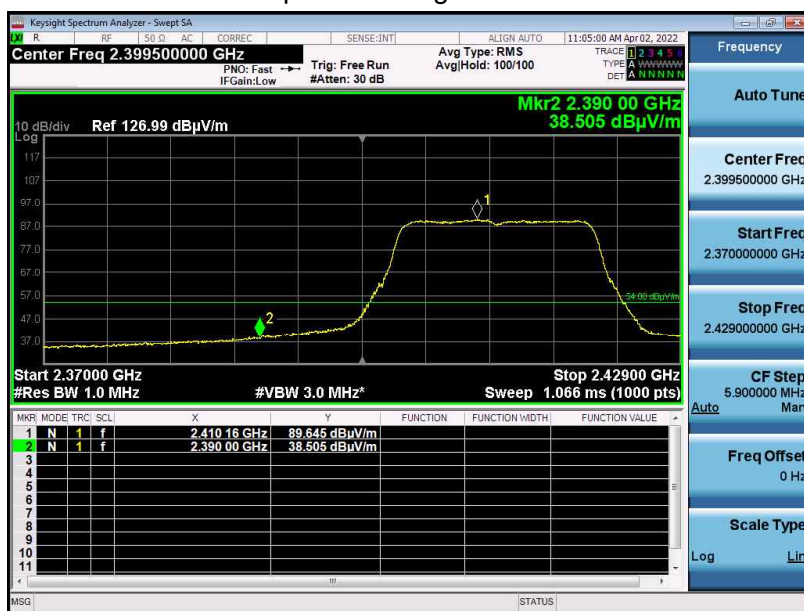 Keysight Spectrum Analyzer - Swept SA
LXI R RF 50 Ω AC CORREC SENSE:INT ALIGN AUTO 11:05:00 AM Apr 02, 2022
Center Freq 2.399500000 GHz
PNO: Fast
IFGain:Low
Trig: Free Run
#Atten: 30 dB
Avg Type: RMS
Avg|Hold: 100/100
TRACE 1 2 3 4 5 6
TYPE A WWWWW
DET A N N N N N
Mkr2 2.390 00 GHz
38.505 dBµV/m
10 dB/div Ref 126.99 dBµV/m
Log
117
107
97.0
87.0
77.0
67.0
57.0
47.0
37.0
1
2
54.00 dBµV/m
Start 2.37000 GHz
Stop 2.42900 GHz
#Res BW 1.0 MHz #VBW 3.0 MHz* Sweep 1.066 ms (1000 pts)
MKR MODE TRC SCL X Y FUNCTION FUNCTION WIDTH FUNCTION VALUE
1 N 1 f 2.410 16 GHz 89.645 dBµV/m
2 N 1 f 2.390 00 GHz 38.505 dBµV/m
3
4
5
6
7
8
9
10
11
MSG STATUS
Frequency
Auto Tune
Center Freq
2.399500000 GHz
Start Freq
2.370000000 GHz
Stop Freq
2.429000000 GHz
CF Step
5.900000 MHz
Auto Man
Freq Offset
0 Hz
Scale Type
Log Lin